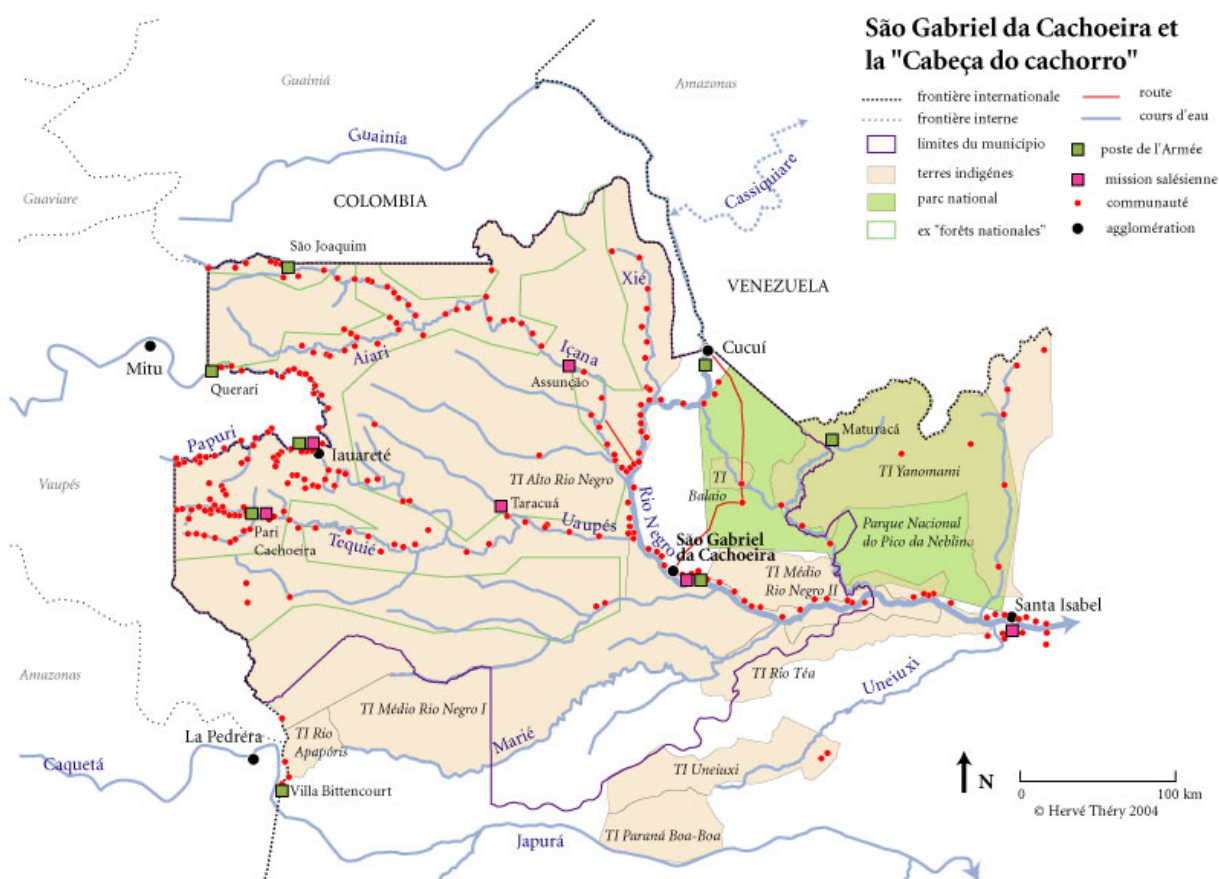 São Gabriel da Cachoeira et
la "Cabeça do cachorro"
frontière internationale
frontière interne
limites du município
terres indigénes
parc national
ex "forêts nationales"
route
cours d'eau
poste de l'Armée
mission salésienne
communauté
agglomération
Guainiá
Amazonas
Guainía
Guaviare
COLOMBIA
Cassiquiare
São Joaquim
Xié
VENEZUELA
Mitu
Aiari
Içana
Cucuí
Querari
Assunção
Papuri
Iauareté
Maturacá
Vaupés
TI Alto Rio Negro
TI
Balaio
TI Yanomami
Taracuá
Uaupés
Rio Negro
Pari
Cachoeira
Tequié
São Gabriel
da Cachoeira
Parque Nacional
do Pico da Neblina
TI Médio
Rio Negro II
Santa Isabel
Amazonas
TI Rio Téa
Uneiuxi
TI Médio Rio Negro I
La Pedréra
TI Rio
Apapóris
Marié
Caquetá
TI Uneiuxi
Villa Bittencourt
N
0
100 km
© Hervé Théry 2004
TI Paraná Boa-Boa
Japurá